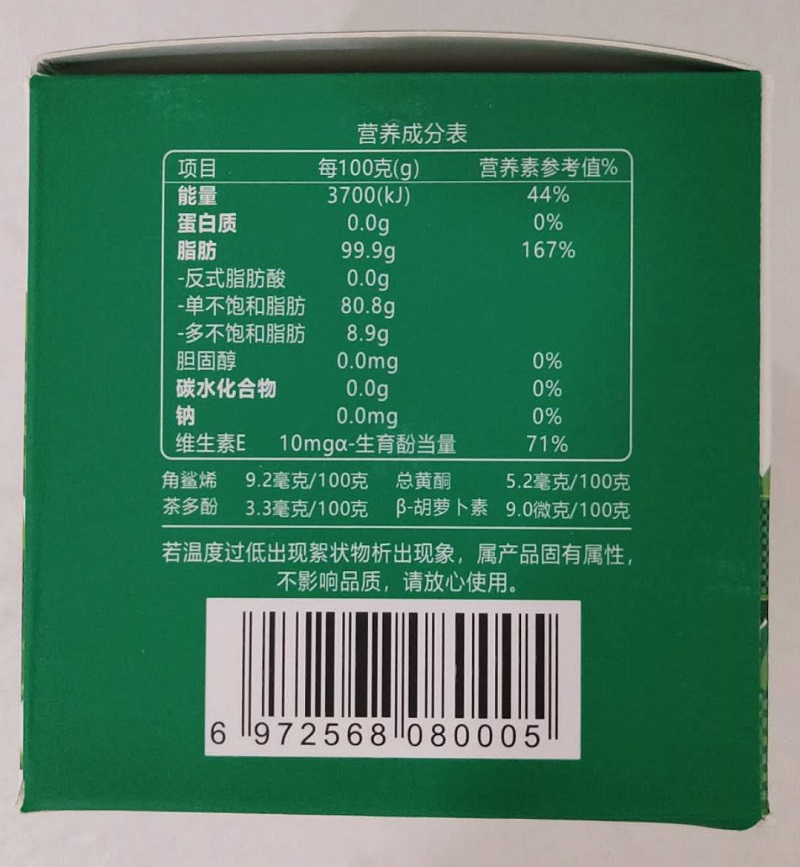 营养成分表
项目 每100克(g) 营养素参考值%
能量 3700(kJ) 44%
蛋白质 0.0g 0%
脂肪 99.9g 167%
-反式脂肪酸 0.0g
-单不饱和脂肪 80.8g
-多不饱和脂肪 8.9g
胆固醇 0.0mg 0%
碳水化合物 0.0g 0%
钠 0.0mg 0%
维生素E 10mgα-生育酚当量 71%
角鲨烯 9.2毫克/100克 总黄酮 5.2毫克/100克
茶多酚 3.3毫克/100克 β-胡萝卜素 9.0微克/100克
若温度过低出现絮状物析出现象，属产品固有属性，
不影响品质，请放心使用。
6 972568 080005